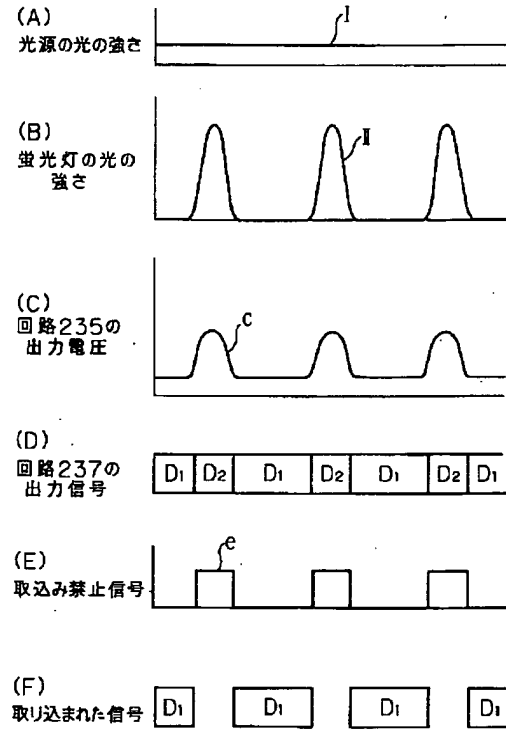 (A)
光源の光の強さ
I
(B)
蛍光灯の光の
強さ
II
(C)
回路235の
出力電圧
C
(D)
回路237の
出力信号
D1 D2 D1 D2 D1 D2 D1
(E)
取込み禁止信号
e
(F)
取り込まれた信号
D1 D1 D1 D1